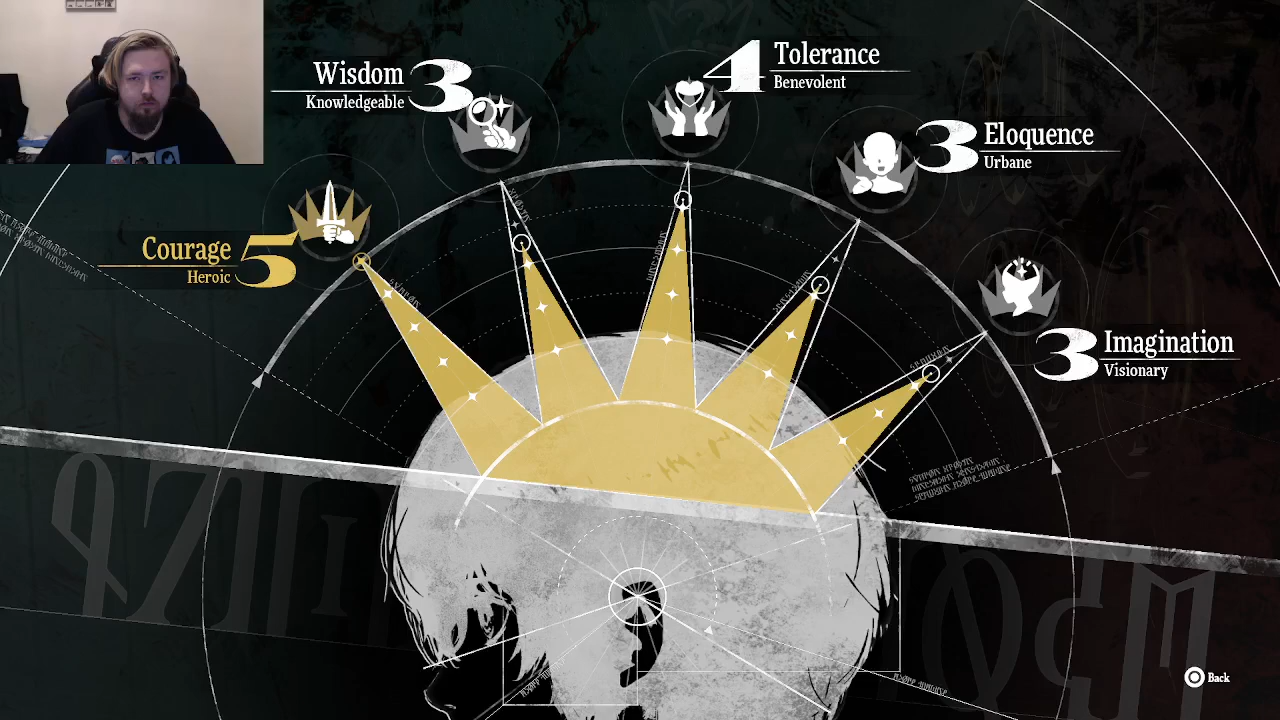 Wisdom 3
Knowledgeable
4 Tolerance
Benevolent
3 Eloquence
Urbane
Courage 5
Heroic
3 Imagination
Visionary
Back